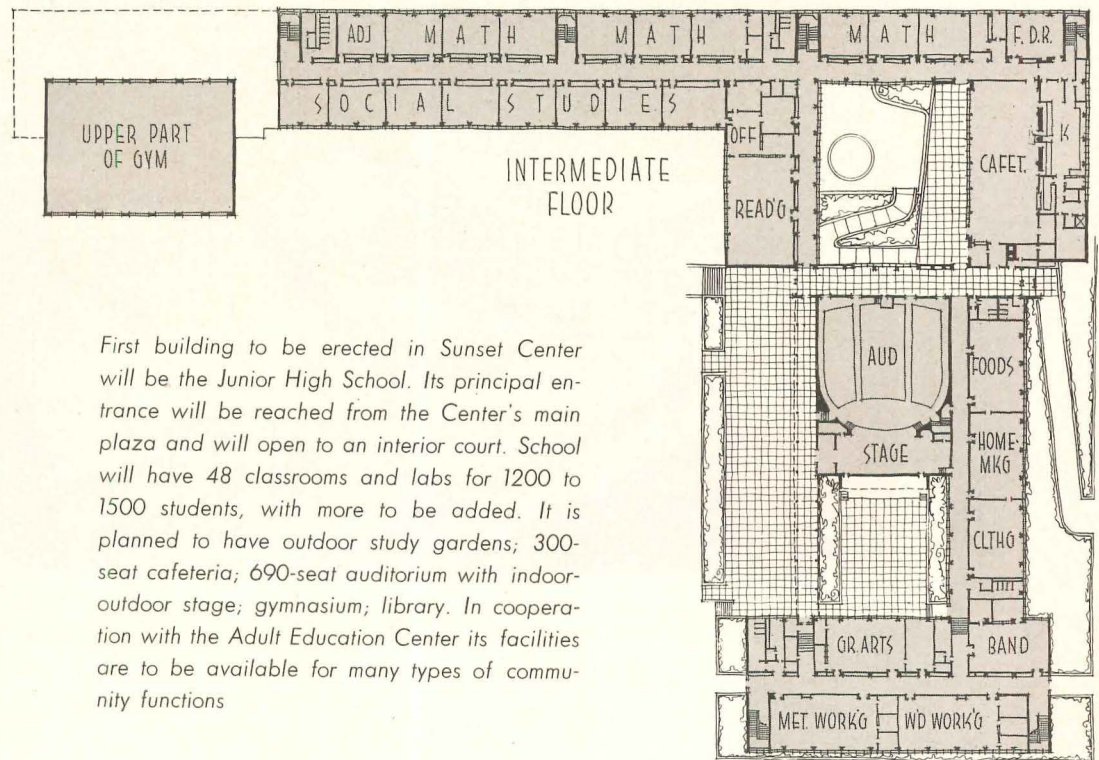 ADJ M A T H
M A T H
M A T H
F. D. R.
S O C I A L S T U D I E S
UPPER PART
OF GYM
OFF
K
CAFET.
INTERMEDIATE
FLOOR
READ'G
First building to be erected in Sunset Center
will be the Junior High School. Its principal en-
trance will be reached from the Center's main
plaza and will open to an interior court. School
will have 48 classrooms and labs for 1200 to
1500 students, with more to be added. It is
planned to have outdoor study gardens; 300-
seat cafeteria; 690-seat auditorium with indoor-
outdoor stage; gymnasium; library. In coopera-
tion with the Adult Education Center its facilities
are to be available for many types of commu-
nity functions
AUD
FOODS
STAGE
HOME-
MKG
CLTHG
GR. ARTS
BAND
MET. WORK'G
WD WORK'G